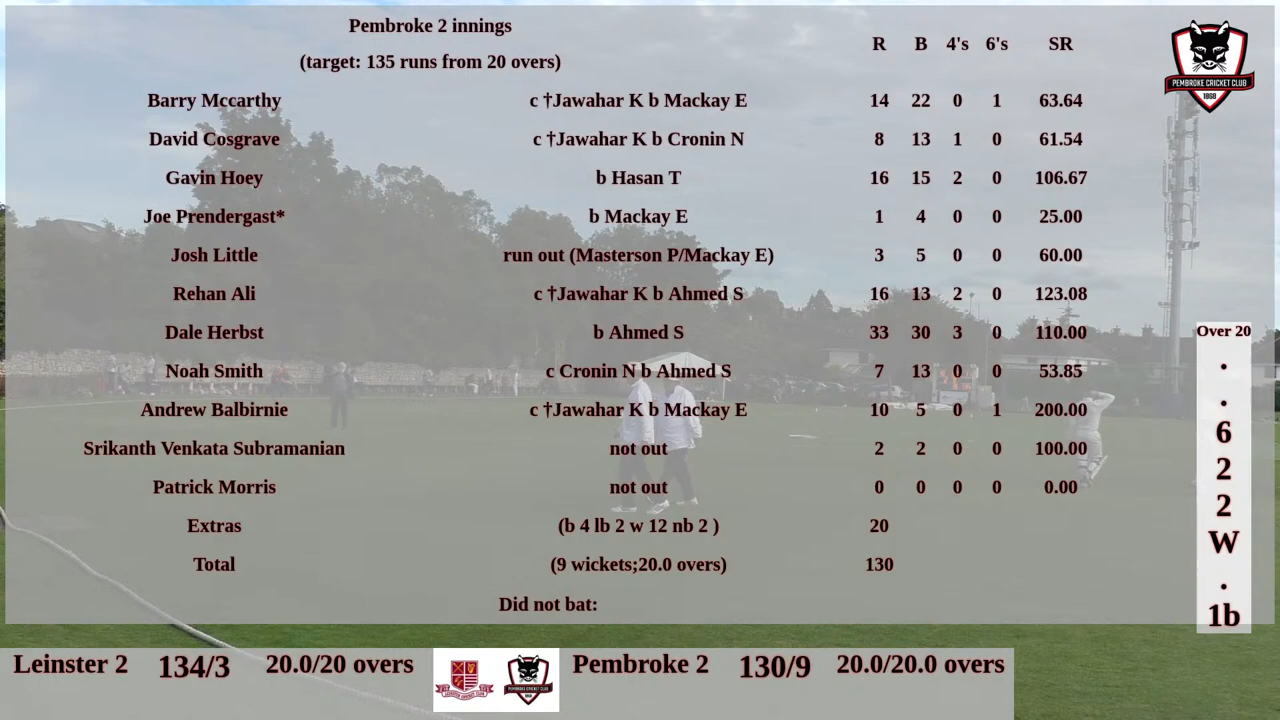 Pembroke 2 innings
(target: 135 runs from 20 overs)
R B 4's 6's SR
Barry Mccarthy c †Jawahar K b Mackay E 14 22 0 1 63.64
David Cosgrave c †Jawahar K b Cronin N 8 13 1 0 61.54
Gavin Hoey b Hasan T 16 15 2 0 106.67
Joe Prendergast* b Mackay E 1 4 0 0 25.00
Josh Little run out (Masterson P/Mackay E) 3 5 0 0 60.00
Rehan Ali c †Jawahar K b Ahmed S 16 13 2 0 123.08
Dale Herbst b Ahmed S 33 30 3 0 110.00
Noah Smith c Cronin N b Ahmed S 7 13 0 0 53.85
Andrew Balbirnie c †Jawahar K b Mackay E 10 5 0 1 200.00
Srikanth Venkata Subramanian not out 2 2 0 0 100.00
Patrick Morris not out 0 0 0 0 0.00
Extras (b 4 lb 2 w 12 nb 2 ) 20
Total (9 wickets;20.0 overs) 130
Did not bat:
PEMBROKE CRICKET CLUB
1868
Over 20
.
.
6
2
2
W
.
1b
Leinster 2 134/3 20.0/20 overs
PEMBROKE CRICKET CLUB
Pembroke 2 130/9 20.0/20.0 overs